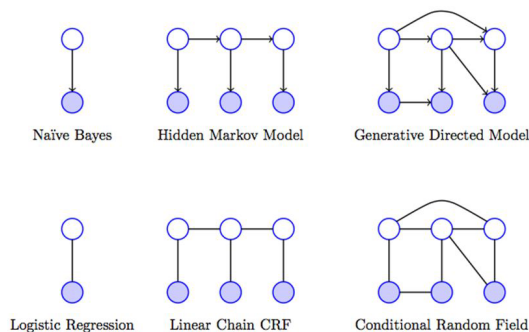 Naïve Bayes
Hidden Markov Model
Generative Directed Model
Logistic Regression
Linear Chain CRF
Conditional Random Field